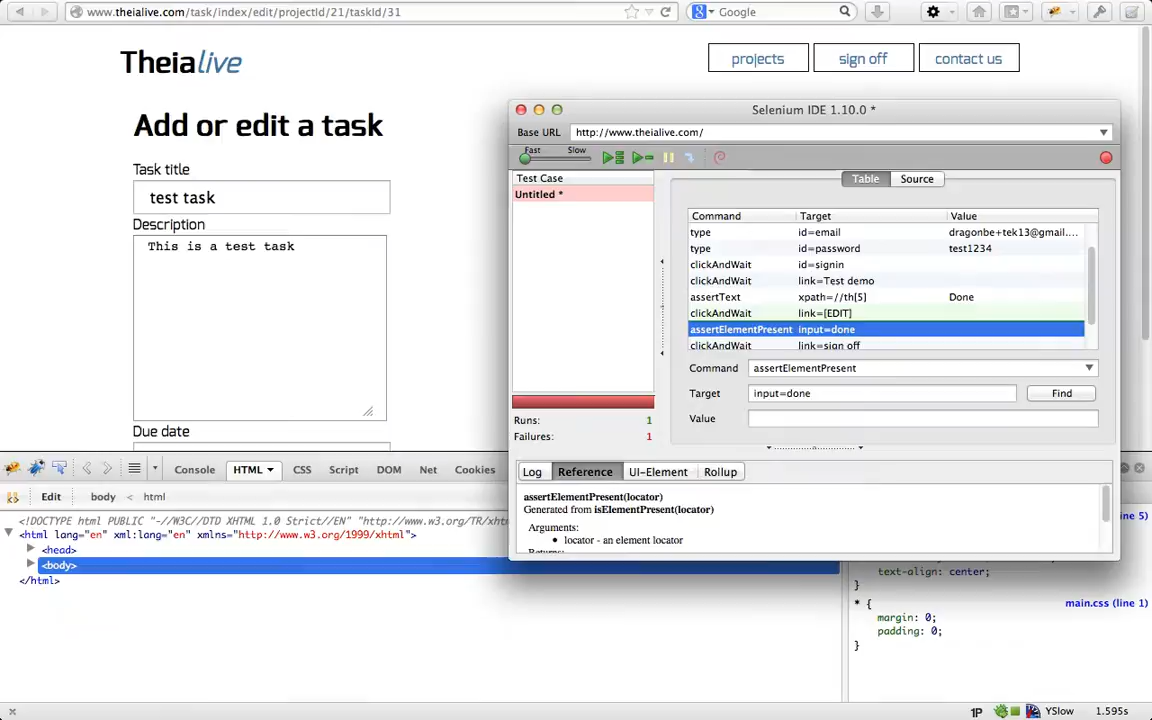 www.theialive.com/task/index/edit/projectId/21/taskId/31
Google
Theialive
projects
sign off
contact us
Add or edit a task
Task title
test task
Description
This is a test task
Due date
Selenium IDE 1.10.0 *
Base URL http://www.theialive.com/
Fast Slow
Test Case
Untitled *
Runs: 1
Failures: 1
Table Source
Command Target Value
type id=email dragonbe+tek13@gmail....
type id=password test1234
clickAndWait id=signin
clickAndWait link=Test demo
assertText xpath=//th[5] Done
clickAndWait link=[EDIT]
assertElementPresent input=done
clickAndWait link=sign off
Command assertElementPresent
Target input=done Find
Value
Log Reference UI-Element Rollup
assertElementPresent(locator)
Generated from isElementPresent(locator)
Arguments:
• locator - an element locator
Returns:
Console HTML CSS Script DOM Net Cookies
Edit body < html
<!DOCTYPE html PUBLIC "-//W3C//DTD XHTML 1.0 Strict//EN" "http://www.w3.org/TR/xht
<html lang="en" xml:lang="en" xmlns="http://www.w3.org/1999/xhtml">
<head>
<body>
</html>
line 5)
text-align: center;
}
* { main.css (line 1)
margin: 0;
padding: 0;
}
1P YSlow 1.595s